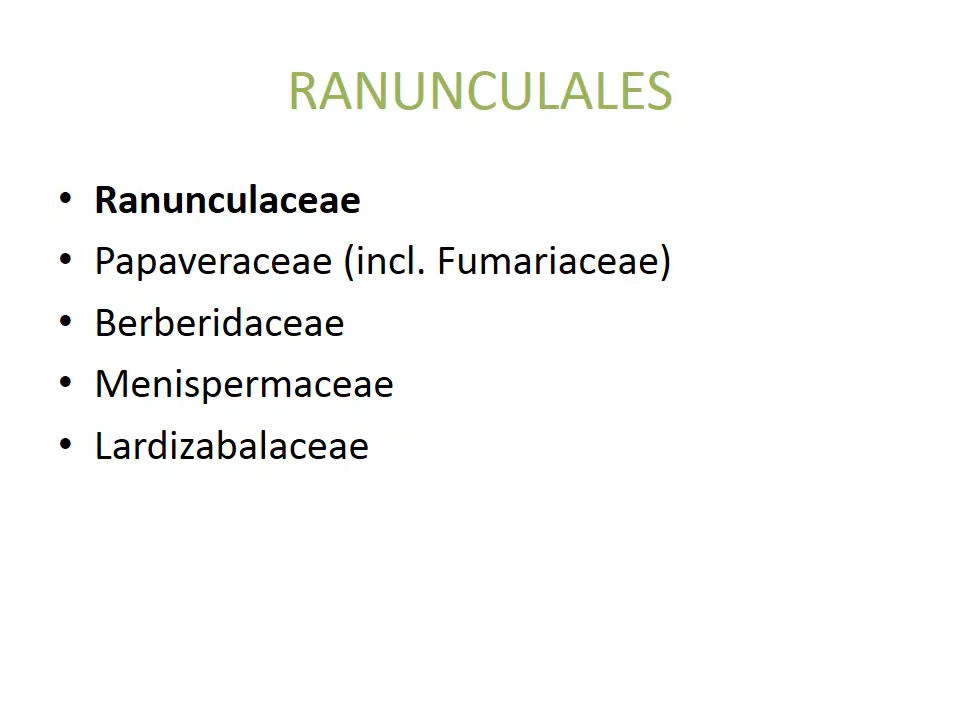 RANUNCULALES
• Ranunculaceae
• Papaveraceae (incl. Fumariaceae)
• Berberidaceae
• Menispermaceae
• Lardizabalaceae